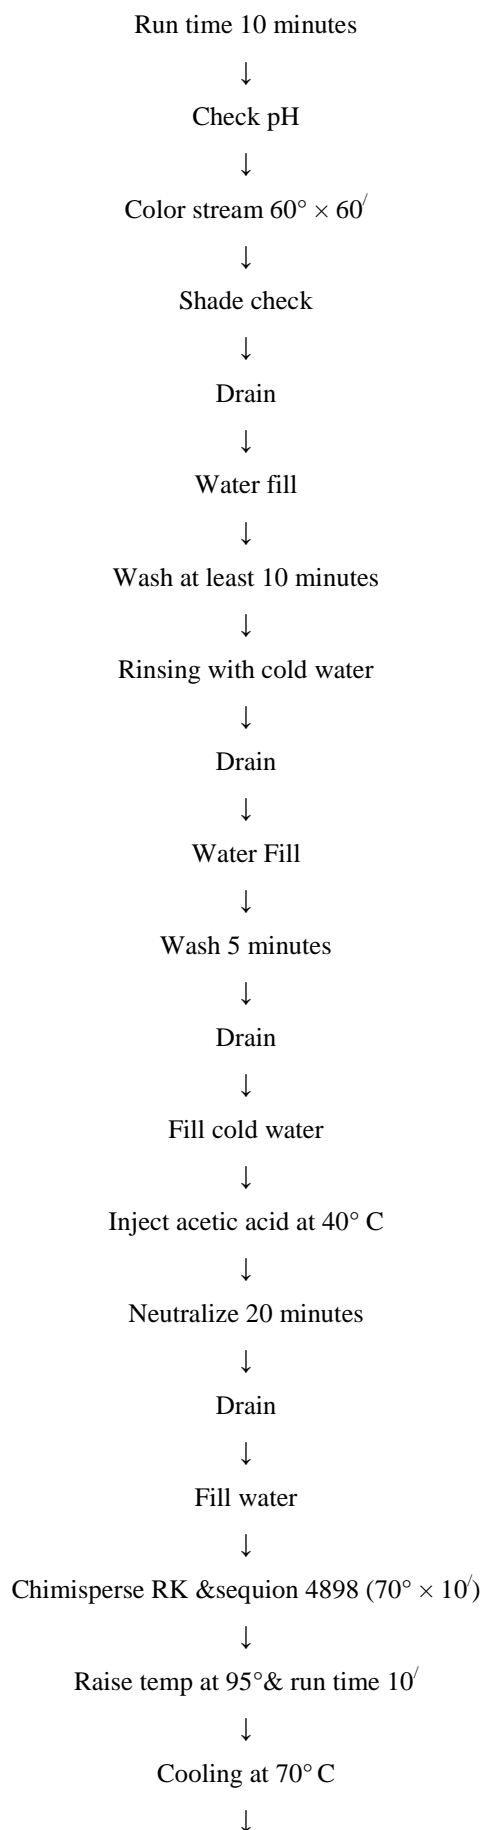 Run time 10 minutes
↓
Check pH
↓
Color stream 60° × 60/
↓
Shade check
↓
Drain
↓
Water fill
↓
Wash at least 10 minutes
↓
Rinsing with cold water
↓
Drain
↓
Water Fill
↓
Wash 5 minutes
↓
Drain
↓
Fill cold water
↓
Inject acetic acid at 40° C
↓
Neutralize 20 minutes
↓
Drain
↓
Fill water
↓
Chimisperse RK &sequion 4898 (70° × 10/)
↓
Raise temp at 95°& run time 10/
↓
Cooling at 70° C
↓